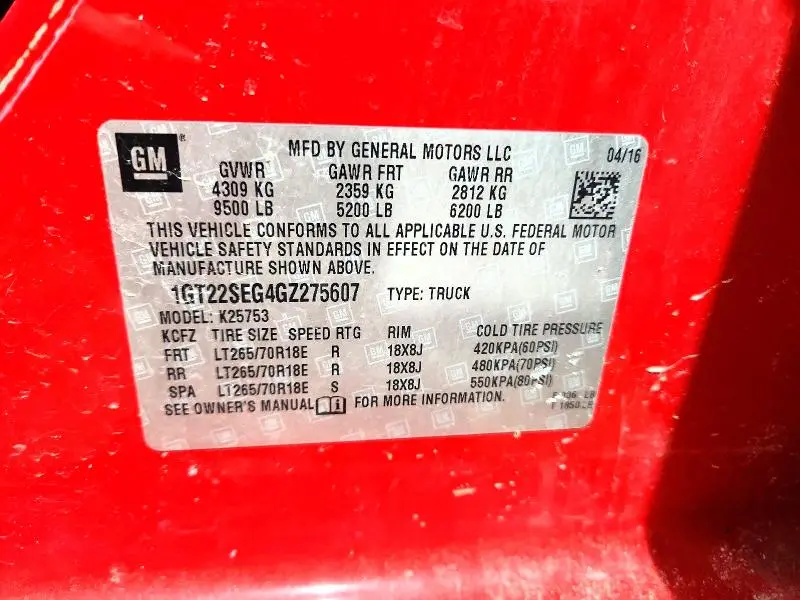 GM ®
MFD BY GENERAL MOTORS LLC 04/16
GVWR GAWR FRT GAWR RR
4309 KG 2359 KG 2812 KG
9500 LB 5200 LB 6200 LB
THIS VEHICLE CONFORMS TO ALL APPLICABLE U.S. FEDERAL MOTOR
VEHICLE SAFETY STANDARDS IN EFFECT ON THE DATE OF
MANUFACTURE SHOWN ABOVE.
1GT22SEG4GZ275607 TYPE: TRUCK
MODEL: K25753
KCFZ TIRE SIZE SPEED RTG RIM COLD TIRE PRESSURE
FRT LT265/70R18E R 18X8J 420KPA(60PSI)
RR LT265/70R18E R 18X8J 480KPA(70PSI)
SPA LT265/70R18E S 18X8J 550KPA(80PSI)
SEE OWNER'S MANUAL FOR MORE INFORMATION.